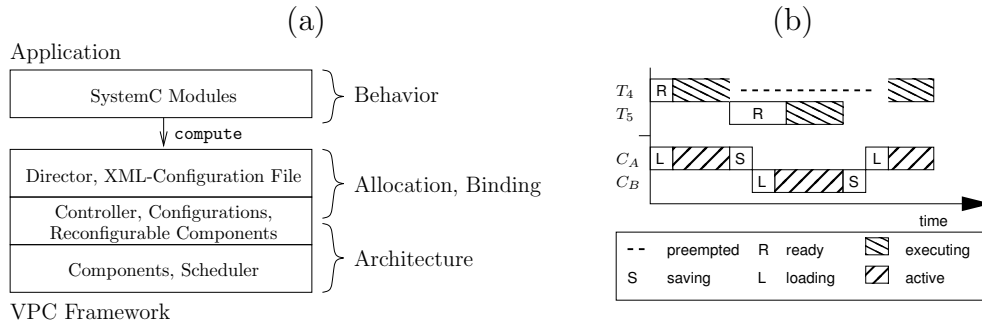 (a)
Application
SystemC Modules
Behavior
compute
Director, XML-Configuration File
Allocation, Binding
Controller, Configurations,
Reconfigurable Components
Architecture
Components, Scheduler
VPC Framework
(b)
T4 R
T5 R
CA L S L
CB L S
time
preempted R ready executing
S saving L loading active